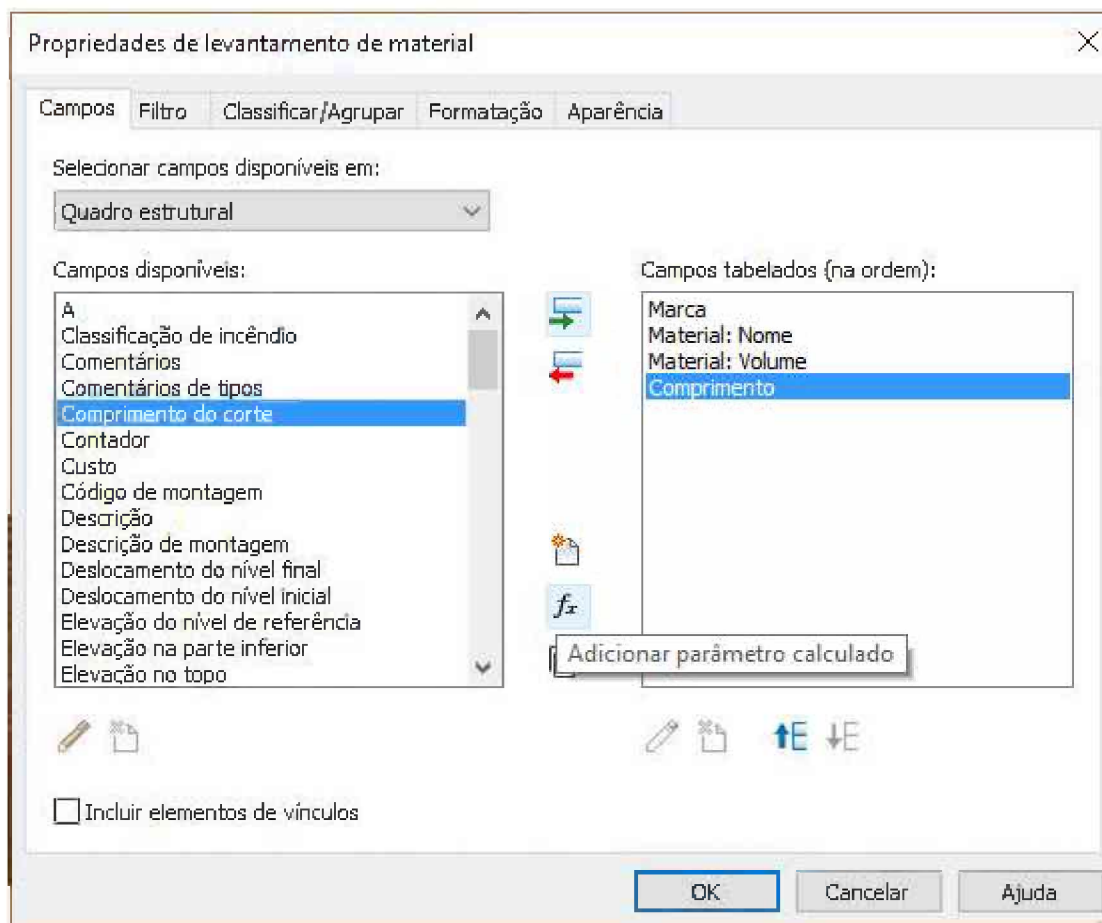 Propriedades de levantamento de material
Campos Filtro Classificar/Agrupar Formatação Aparência
Selecionar campos disponíveis em:
Quadro estrutural
Campos disponíveis:
A
Classificação de incêndio
Comentários
Comentários de tipos
Comprimento do corte
Contador
Custo
Código de montagem
Descrição
Descrição de montagem
Deslocamento do nível final
Deslocamento do nível inicial
Elevação do nível de referência
Elevação na parte inferior
Elevação no topo
Campos tabelados (na ordem):
Marca
Material: Nome
Material: Volume
Comprimento
fx
Adicionar parâmetro calculado
Incluir elementos de vínculos
OK Cancelar Ajuda